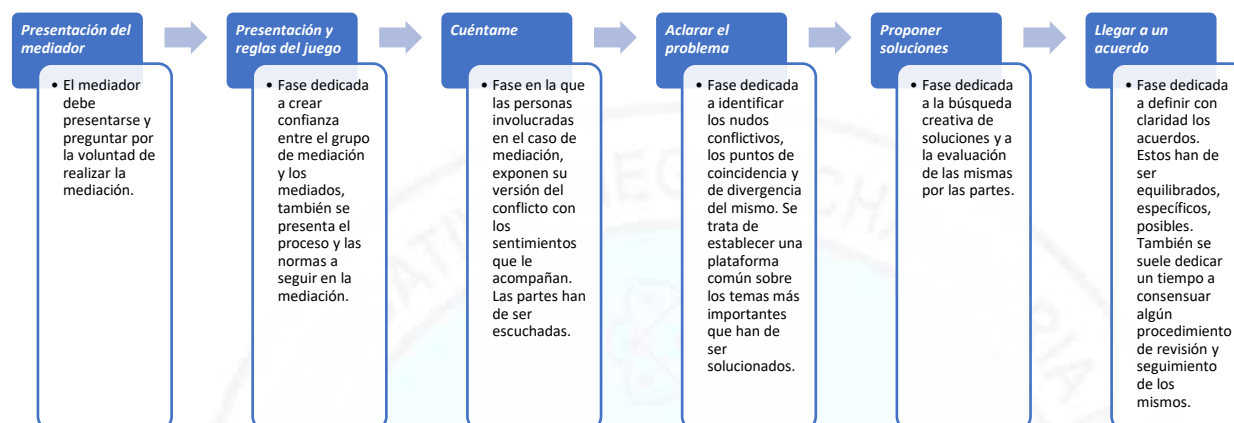 Presentación del
mediador
• El mediador
debe
presentarse y
preguntar por
la voluntad de
realizar la
mediación.
Presentación y
reglas del juego
• Fase dedicada
a crear
confianza
entre el grupo
de mediación
y los
mediados,
también se
presenta el
proceso y las
normas a
seguir en la
mediación.
Cuéntame
• Fase en la que
las personas
involucradas
en el caso de
mediación,
exponen su
versión del
conflicto con
los
sentimientos
que le
acompañan.
Las partes han
de ser
escuchadas.
Aclarar el
problema
• Fase dedicada
a identificar
los nudos
conflictivos,
los puntos de
coincidencia y
de divergencia
del mismo. Se
trata de
establecer una
plataforma
común sobre
los temas más
importantes
que han de
ser
solucionados.
Proponer
soluciones
• Fase dedicada
a la búsqueda
creativa de
soluciones y a
la evaluación
de las mismas
por las partes.
Llegar a un
acuerdo
• Fase dedicada
a definir con
claridad los
acuerdos.
Estos han de
ser
equilibrados,
específicos,
posibles.
También se
suele dedicar
un tiempo a
consensuar
algún
procedimiento
de revisión y
seguimiento
de los
mismos.